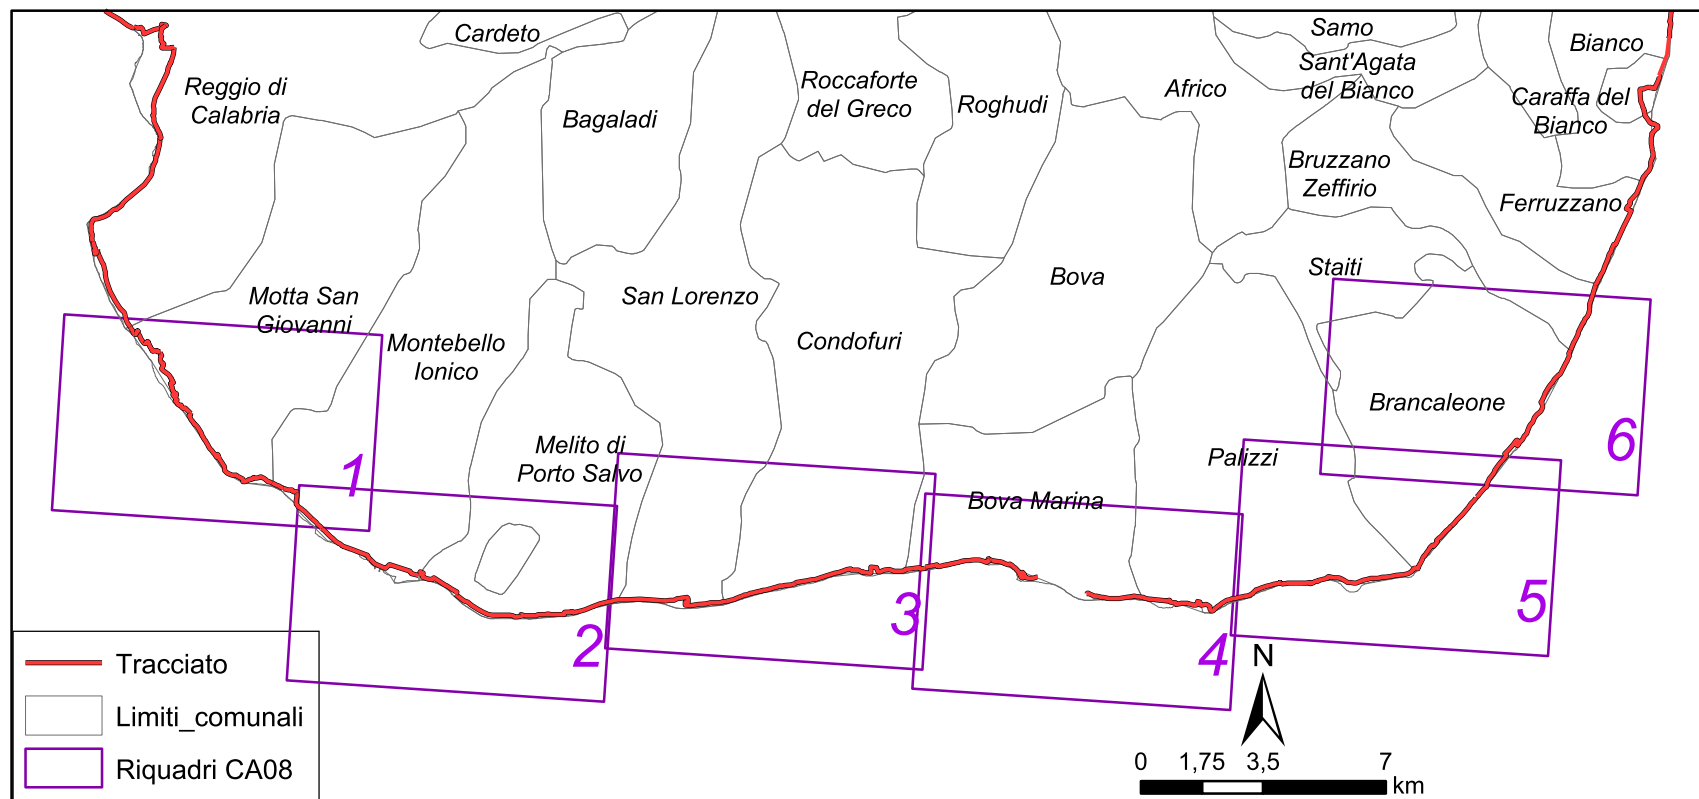 Cardeto
Samo
Bianco
Reggio di
Calabria
Bagaladi
Roccaforte
del Greco
Roghudi
Africo
Sant'Agata
del Bianco
Caraffa del
Bianco
Bruzzano
Zeffirio
Ferruzzano
Motta San
Giovanni
San Lorenzo
Bova
Staiti
Montebello
Ionico
Condofuri
Brancaleone
Melito di
Porto Salvo
Palizzi
Bova Marina
1
2
3
4
5
6
Tracciato
Limiti_comunali
Riquadri CA08
N
0 1,75 3,5 7
km